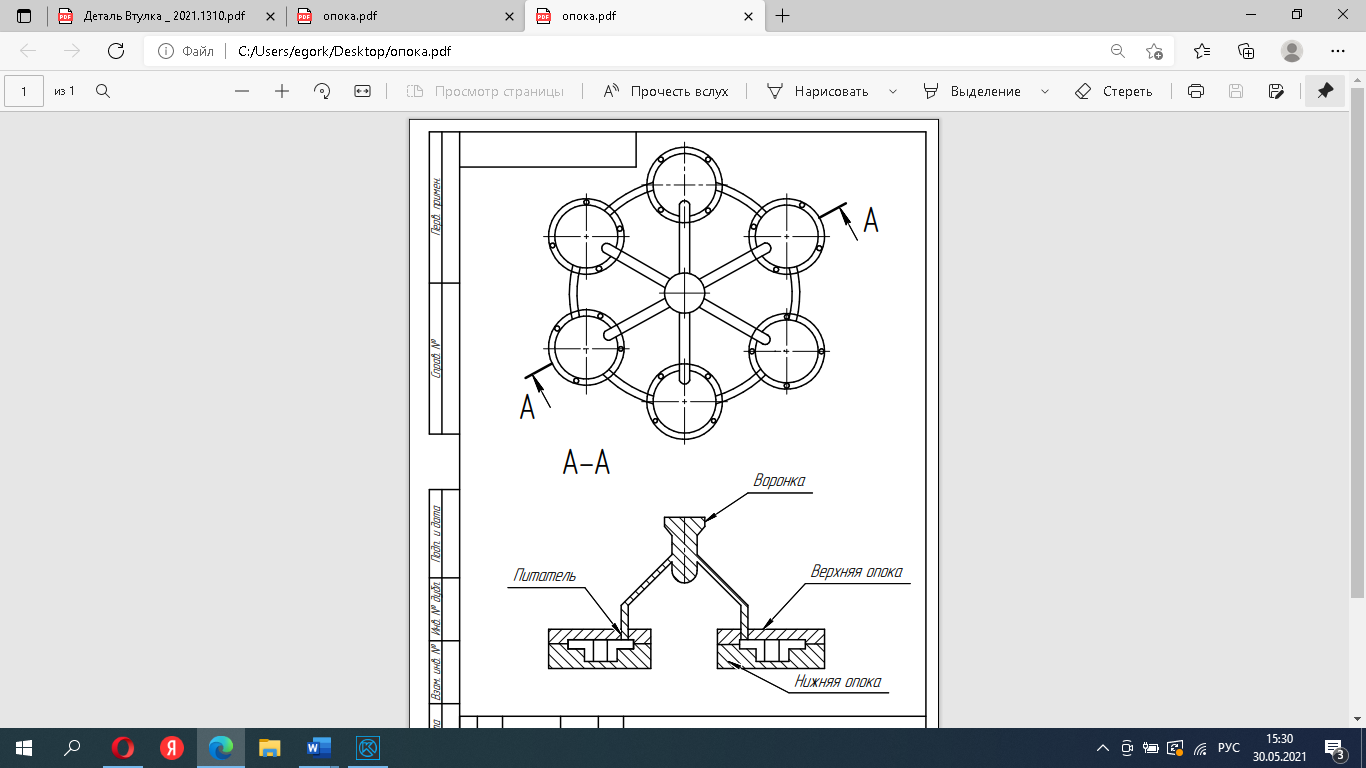 Деталь Втулка _ 2021.1310.pdf
опока.pdf
опока.pdf
Файл
C:/Users/egork/Desktop/опока.pdf
1
из 1
Просмотр страницы
Прочесть вслух
Нарисовать
Выделение
Стереть
Перв. примен.
Справ. №
Подп. и дата
Инв. № дубл.
Взам. инв. №
та
А
А
А-А
Воронка
Питатель
Верхняя опока
Нижняя опока
РУС
15:30
30.05.2021
3